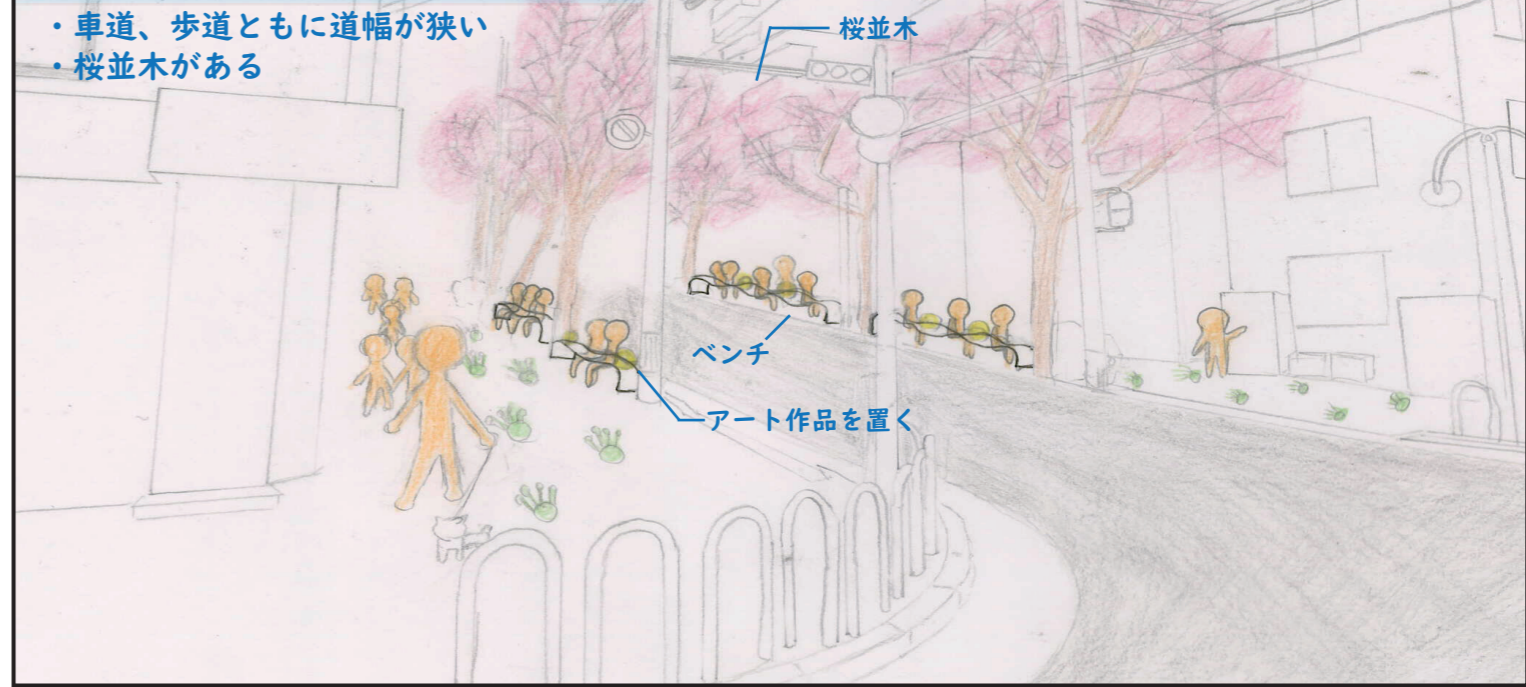 ・車道、歩道ともに道幅が狭い
・桜並木がある
桜並木
ベンチ
アート作品を置く